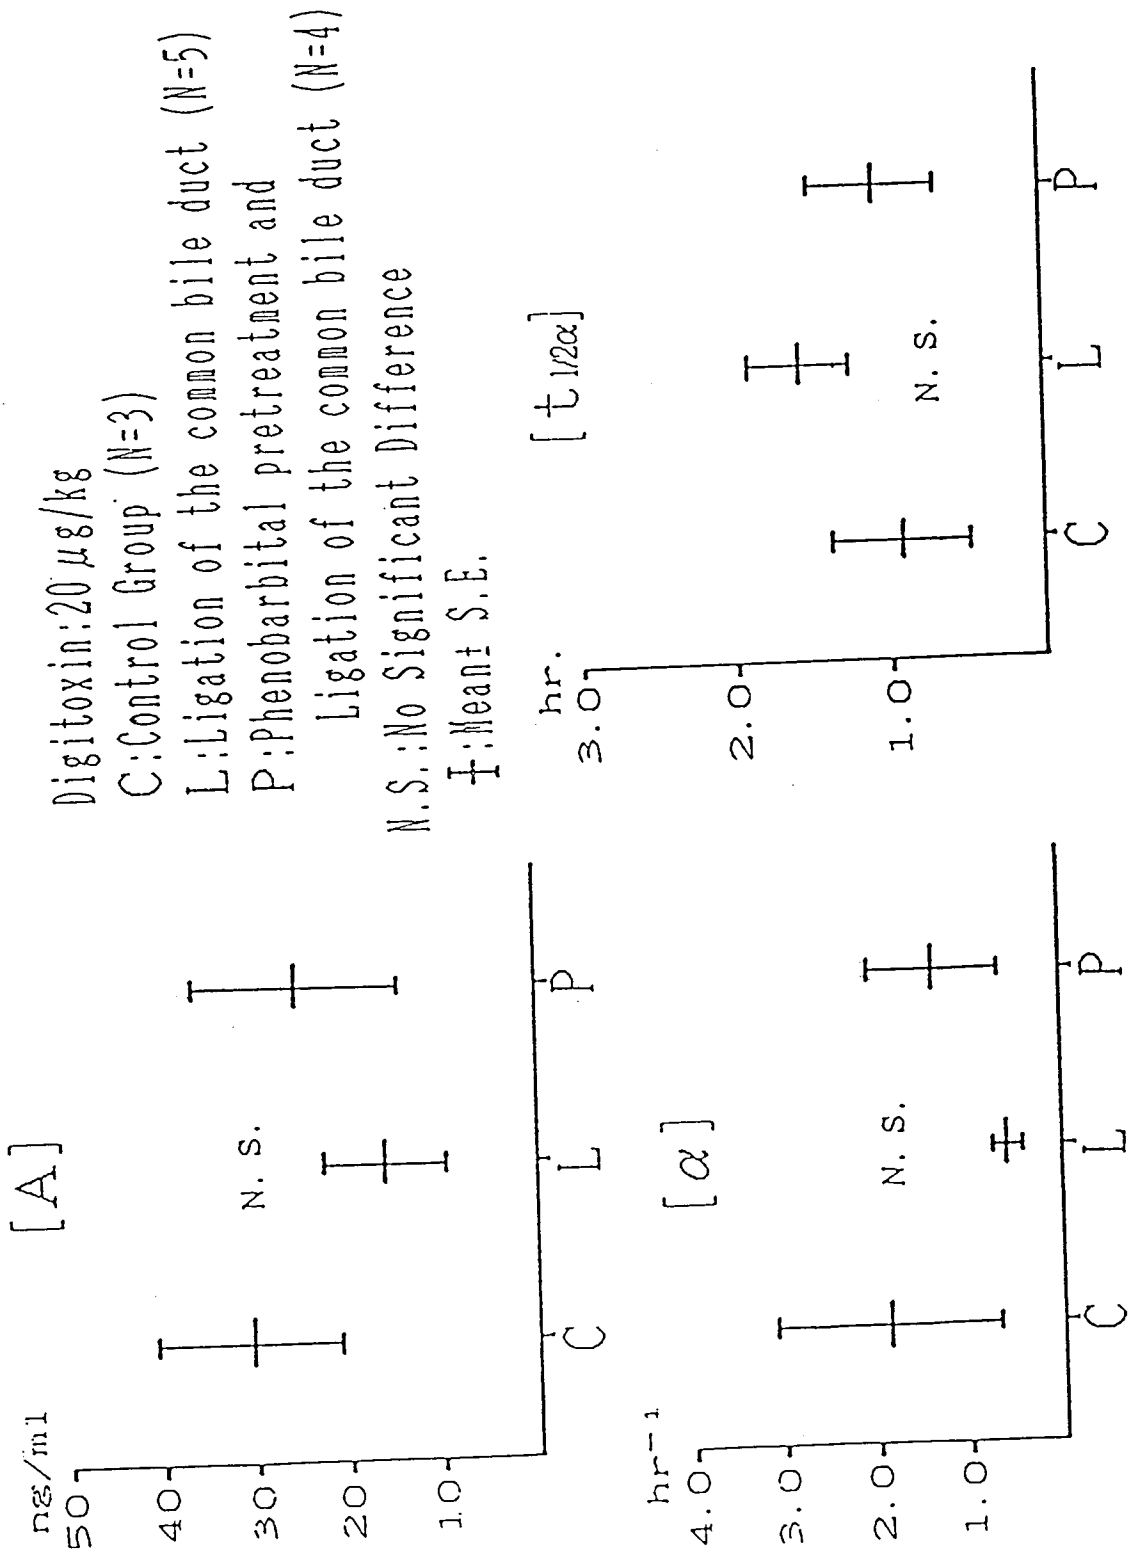 [A]
ng/ml
50
40
30
20
10
N.S.
C
L
P
Digitoxin:20 μg/kg
C:Control Group (N=3)
L:Ligation of the common bile duct (N=5)
P:Phenobarbital pretreatment and
Ligation of the common bile duct (N=4)
N.S.:No Significant Difference
:Mean± S.E.
[α]
hr⁻¹
4.0
3.0
2.0
1.0
N.S.
C
L
P
[t 1/2α]
hr.
3.0
2.0
1.0
N.S.
C
L
P